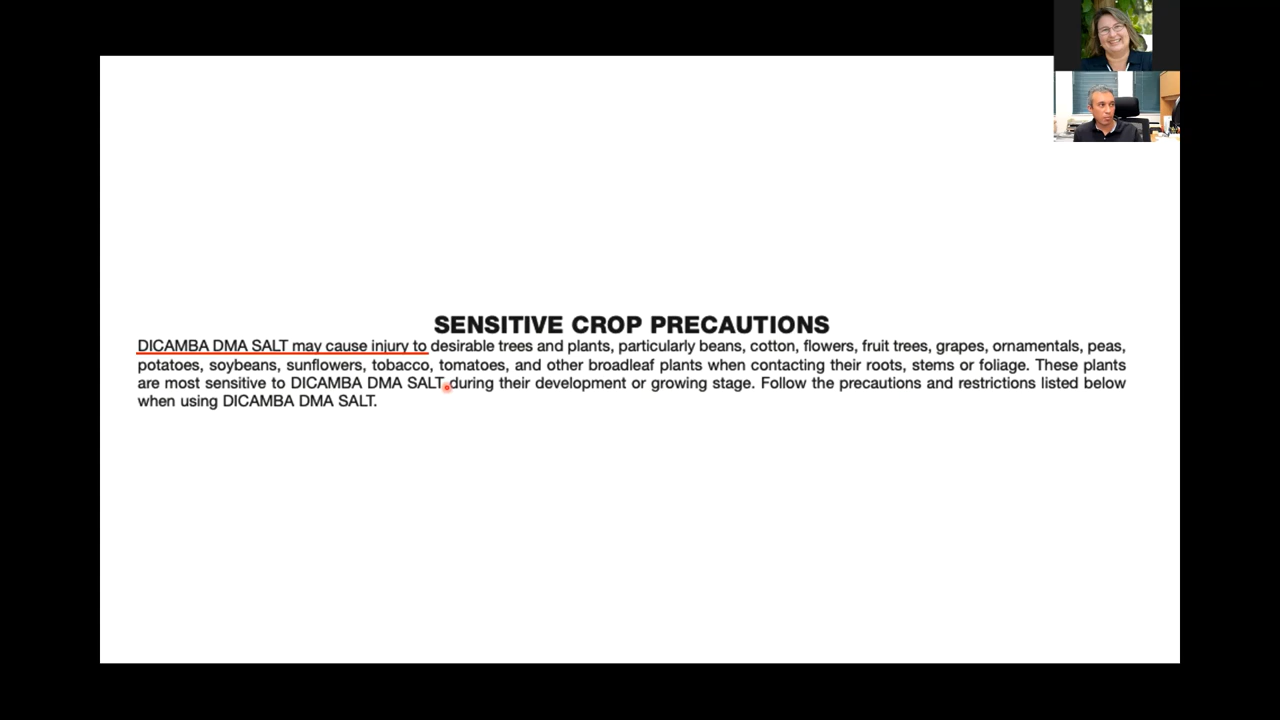 SENSITIVE CROP PRECAUTIONS
DICAMBA DMA SALT may cause injury to desirable trees and plants, particularly beans, cotton, flowers, fruit trees, grapes, ornamentals, peas,
potatoes, soybeans, sunflowers, tobacco, tomatoes, and other broadleaf plants when contacting their roots, stems or foliage. These plants
are most sensitive to DICAMBA DMA SALT during their development or growing stage. Follow the precautions and restrictions listed below
when using DICAMBA DMA SALT.